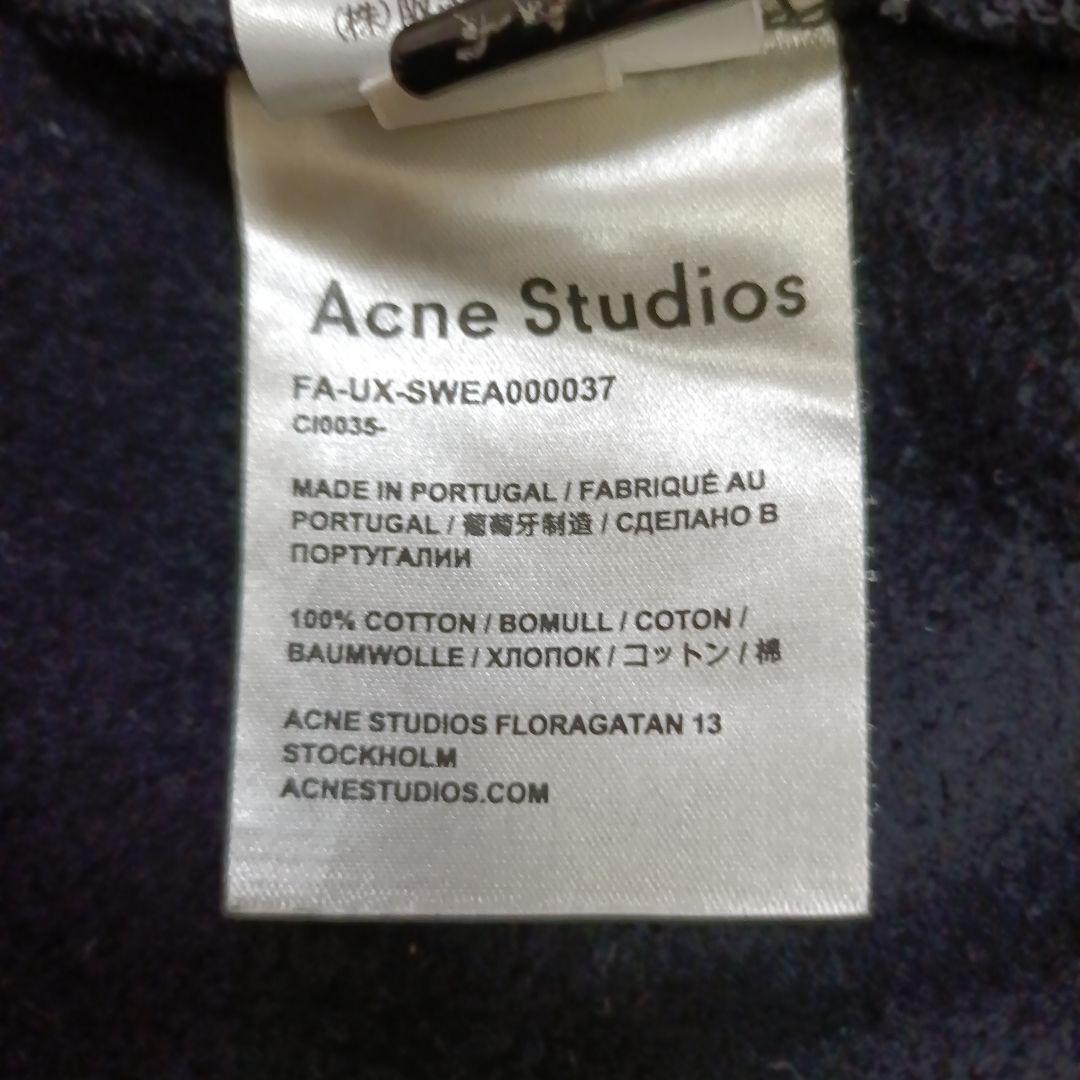 (株)
Acne Studios
FA-UX-SWEA000037
CI0035-
MADE IN PORTUGAL / FABRIQUÉ AU
PORTUGAL / 葡萄牙制造 / СДЕЛАНО В
ПОРТУГАЛИИ
100% COTTON / BOMULL / COTON /
BAUMWOLLE / ХЛОПОК / コットン / 棉
ACNE STUDIOS FLORAGATAN 13
STOCKHOLM
ACNESTUDIOS.COM